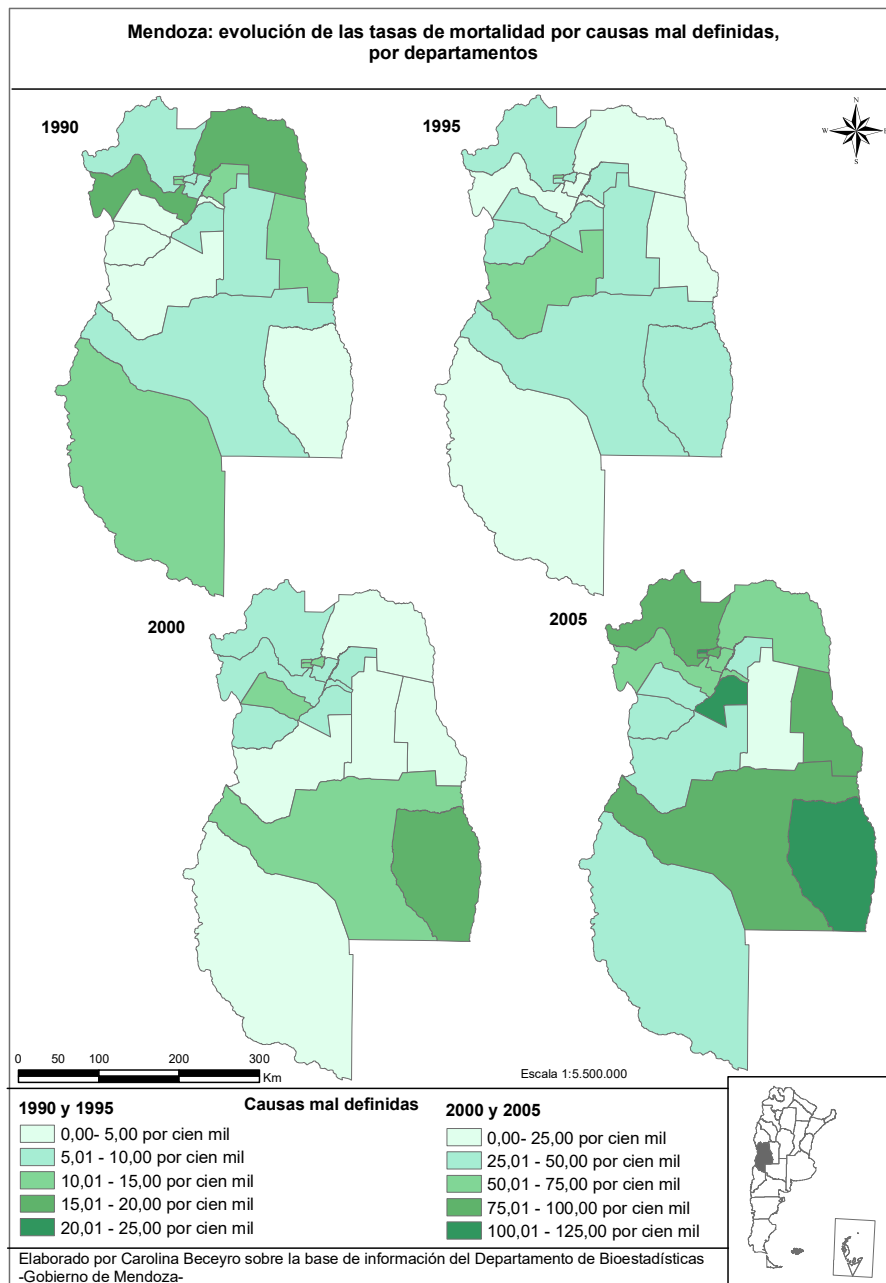 Mendoza: evolución de las tasas de mortalidad por causas mal definidas,
por departamentos
1990
1995
N
W
E
S
2000
2005
0 50 100 200 300
Km
Escala 1:5.500.000
Causas mal definidas
1990 y 1995
0,00- 5,00 por cien mil
5,01 - 10,00 por cien mil
10,01 - 15,00 por cien mil
15,01 - 20,00 por cien mil
20,01 - 25,00 por cien mil
2000 y 2005
0,00- 25,00 por cien mil
25,01 - 50,00 por cien mil
50,01 - 75,00 por cien mil
75,01 - 100,00 por cien mil
100,01 - 125,00 por cien mil
Elaborado por Carolina Beceyro sobre la base de información del Departamento de Bioestadísticas
-Gobierno de Mendoza-